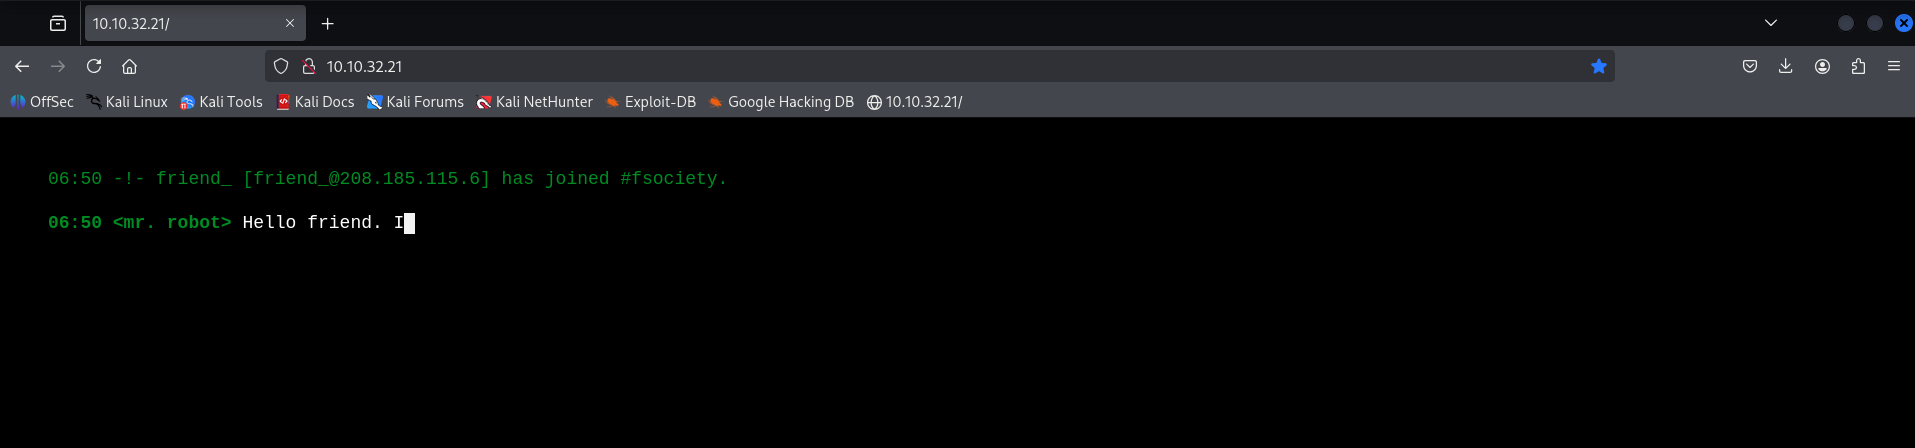 10.10.32.21/
10.10.32.21
OffSec Kali Linux Kali Tools Kali Docs Kali Forums Kali NetHunter Exploit-DB Google Hacking DB 10.10.32.21/
06:50 -!- friend_ [friend_@208.185.115.6] has joined #fsociety.
06:50 <mr. robot> Hello friend. I